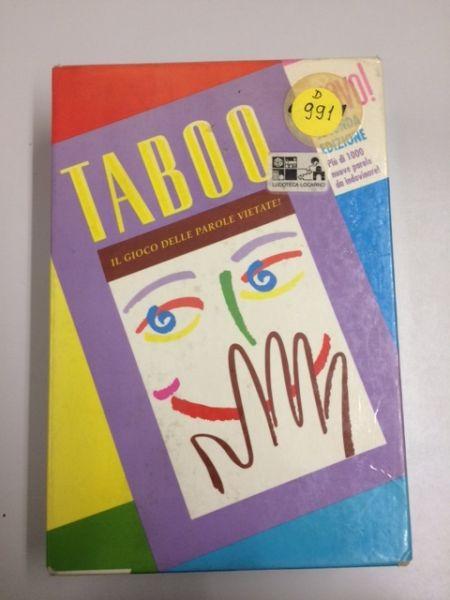 TABOO
IL GIOCO DELLE PAROLE VIETATE!
D
991
EDIZIONE
Più di 1000
nuove parole
da indovinare!
LUDOTECA LOCARNO